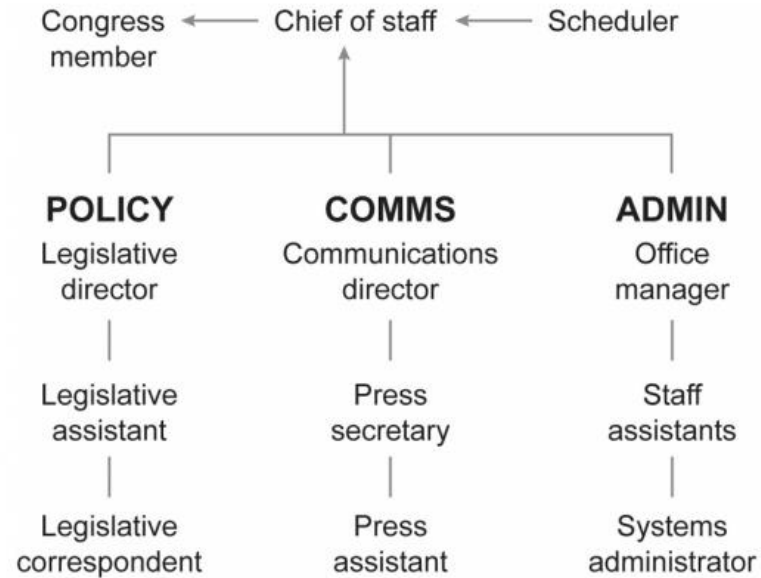 Congress
member
Chief of staff
Scheduler
POLICY
Legislative
director
Legislative
assistant
Legislative
correspondent
COMMS
Communications
director
Press
secretary
Press
assistant
ADMIN
Office
manager
Staff
assistants
Systems
administrator